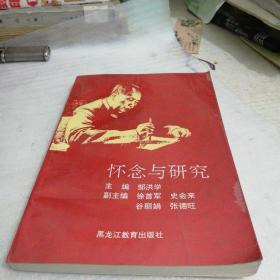 怀念与研究
主 编 邹洪学
副主编 徐首军 史会来
谷丽娟 张德旺
黑龙江教育出版社